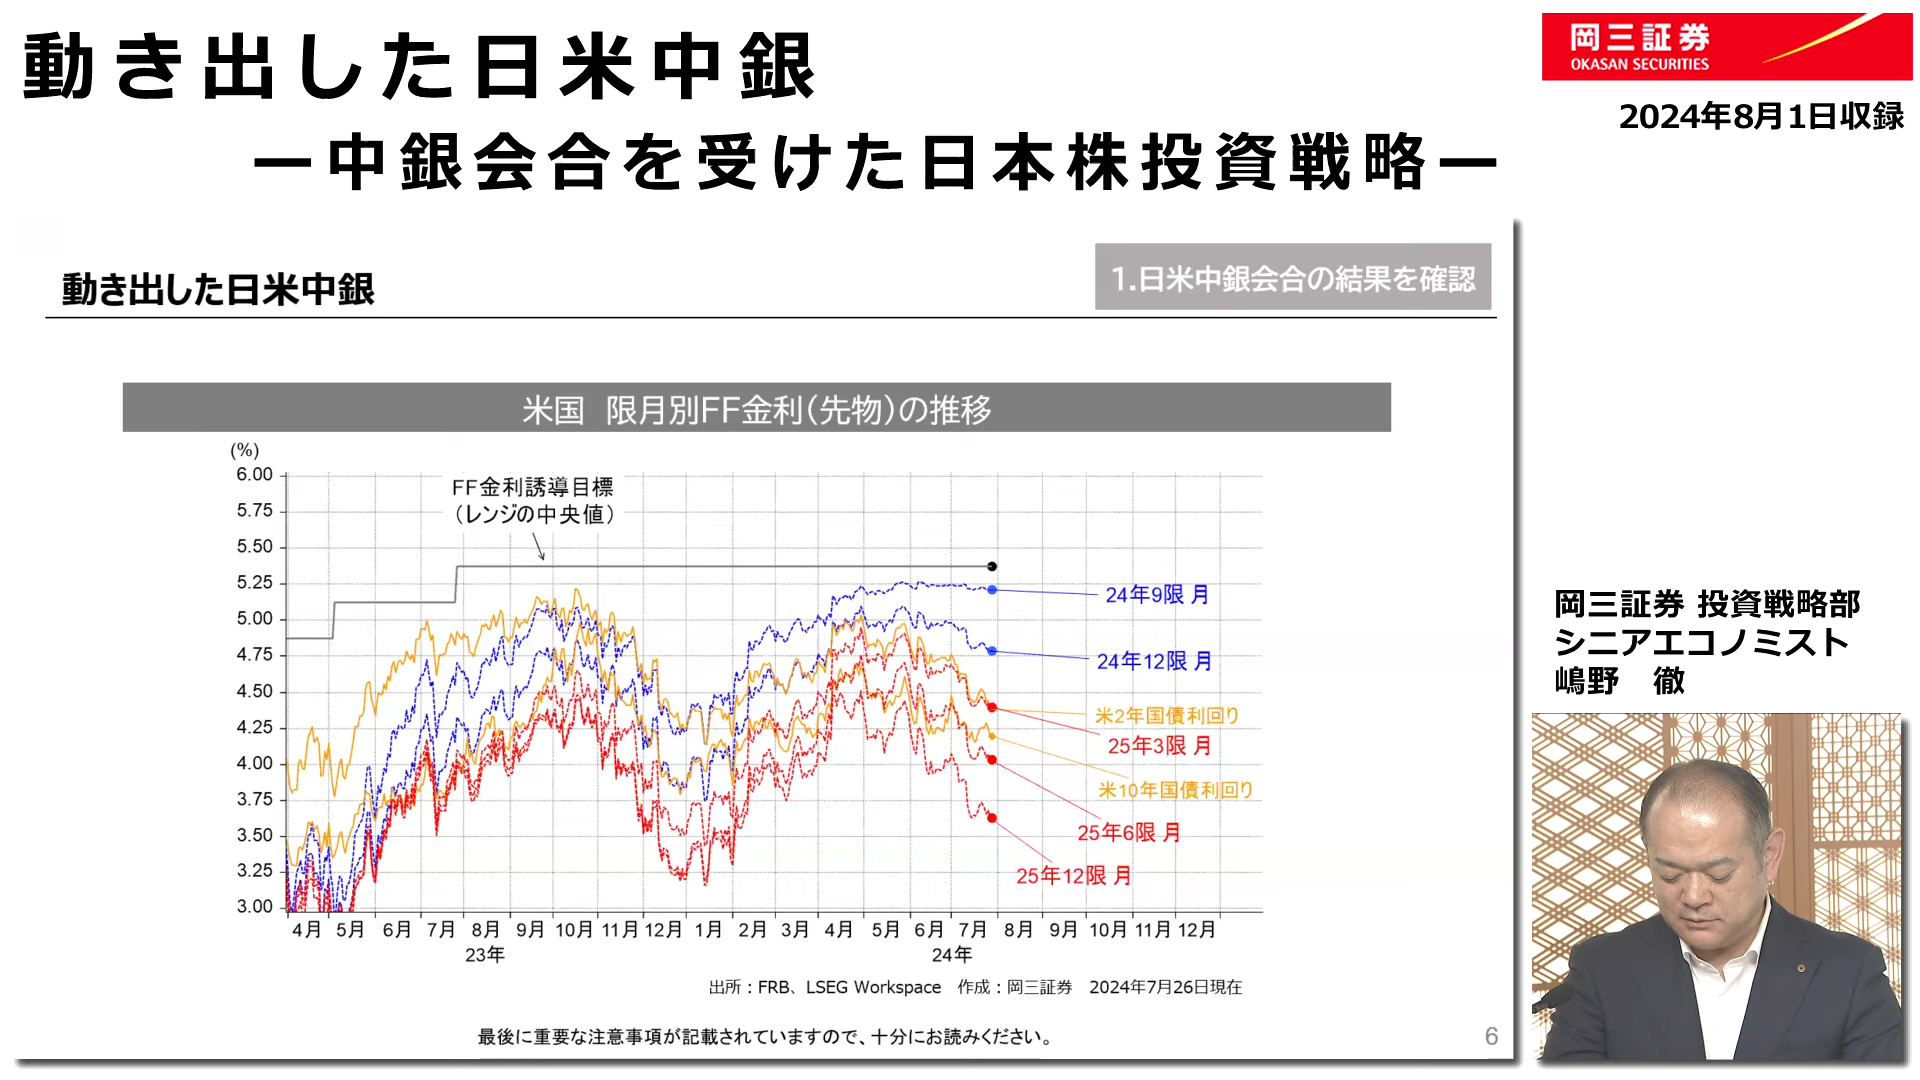 動き出した日米中銀
ー中銀会合を受けた日本株投資戦略ー
岡三証券
OKASAN SECURITIES
2024年8月1日収録
動き出した日米中銀
1.日米中銀会合の結果を確認
米国　限月別FF金利（先物）の推移
(%)
6.00
5.75
5.50
5.25
5.00
4.75
4.50
4.25
4.00
3.75
3.50
3.25
3.00
FF金利誘導目標
（レンジの中央値）
24年9限月
24年12限月
米2年国債利回り
25年3限月
米10年国債利回り
25年6限月
25年12限月
4月 5月 6月 7月 8月 9月 10月 11月 12月 1月 2月 3月 4月 5月 6月 7月 8月 9月 10月 11月 12月
23年 24年
出所：FRB、LSEG Workspace　作成：岡三証券　2024年7月26日現在
最後に重要な注意事項が記載されていますので、十分にお読みください。
6
岡三証券 投資戦略部
シニアエコノミスト
嶋野　徹